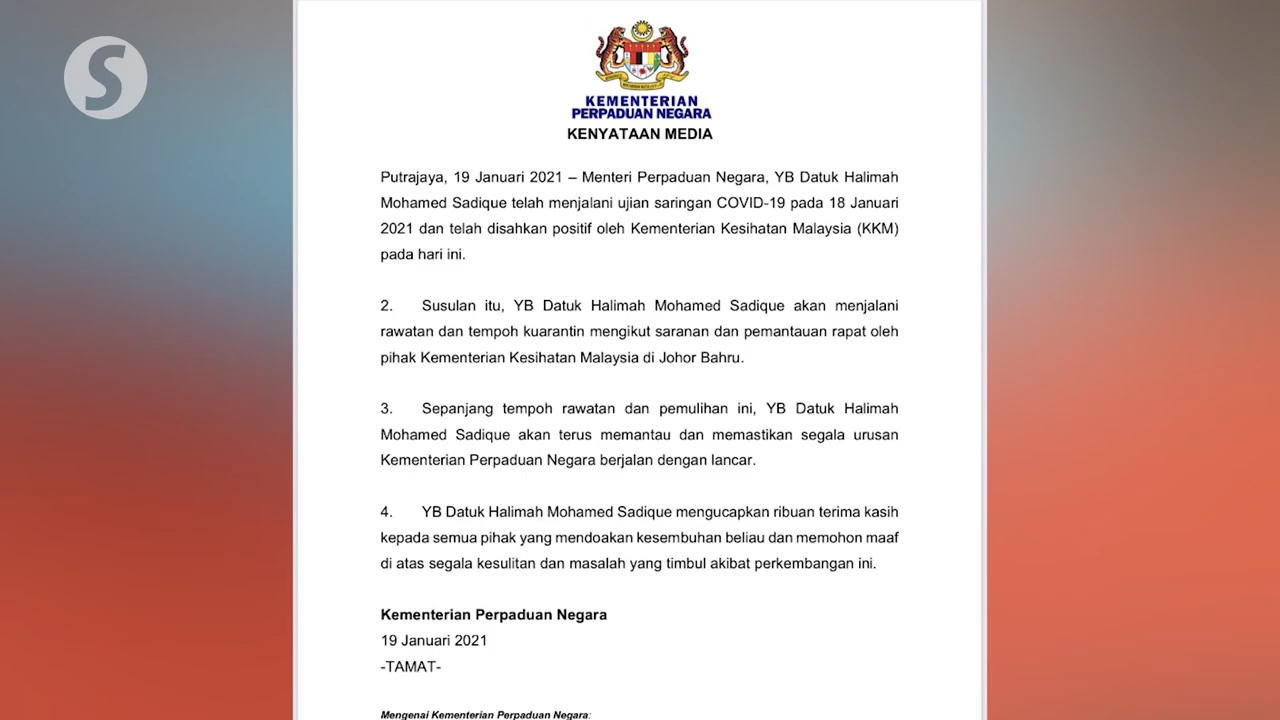 S
KEMENTERIAN
PERPADUAN NEGARA
KENYATAAN MEDIA
Putrajaya, 19 Januari 2021 – Menteri Perpaduan Negara, YB Datuk Halimah
Mohamed Sadique telah menjalani ujian saringan COVID-19 pada 18 Januari
2021 dan telah disahkan positif oleh Kementerian Kesihatan Malaysia (KKM)
pada hari ini.
2. Susulan itu, YB Datuk Halimah Mohamed Sadique akan menjalani
rawatan dan tempoh kuarantin mengikut saranan dan pemantauan rapat oleh
pihak Kementerian Kesihatan Malaysia di Johor Bahru.
3. Sepanjang tempoh rawatan dan pemulihan ini, YB Datuk Halimah
Mohamed Sadique akan terus memantau dan memastikan segala urusan
Kementerian Perpaduan Negara berjalan dengan lancar.
4. YB Datuk Halimah Mohamed Sadique mengucapkan ribuan terima kasih
kepada semua pihak yang mendoakan kesembuhan beliau dan memohon maaf
di atas segala kesulitan dan masalah yang timbul akibat perkembangan ini.
Kementerian Perpaduan Negara
19 Januari 2021
-TAMAT-
Mengenai Kementerian Perpaduan Negara: